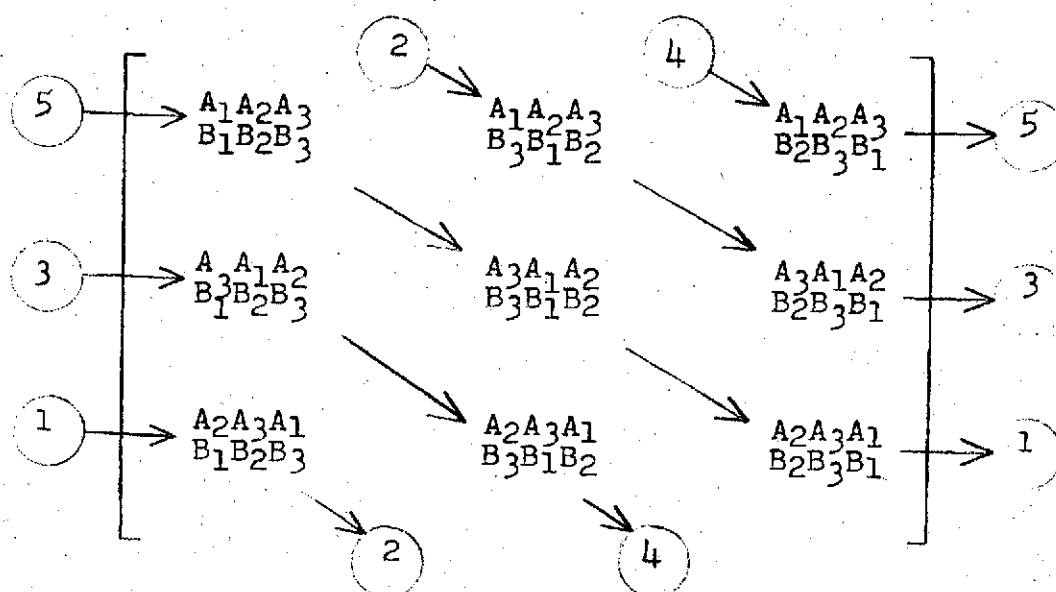 2 4
5 A₁A₂A₃ A₁A₂A₃ A₁A₂A₃ 5
B₁B₂B₃ B₃B₁B₂ B₂B₃B₁
3 A₃A₁A₂ A₃A₁A₂ A₃A₁A₂ 3
B₁B₂B₃ B₃B₁B₂ B₂B₃B₁
1 A₂A₃A₁ A₂A₃A₁ A₂A₃A₁ 1
B₁B₂B₃ B₃B₁B₂ B₂B₃B₁
2 4